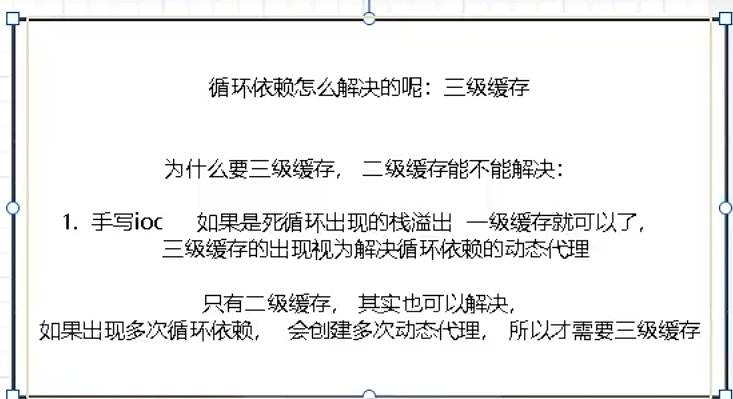 循环依赖怎么解决的呢：三级缓存
为什么要三级缓存， 二级缓存能不能解决：
1. 手写ioc 如果是死循环出现的栈溢出 一级缓存就可以了，
三级缓存的出现视为解决循环依赖的动态代理
只有二级缓存， 其实也可以解决，
如果出现多次循环依赖， 会创建多次动态代理， 所以才需要三级缓存